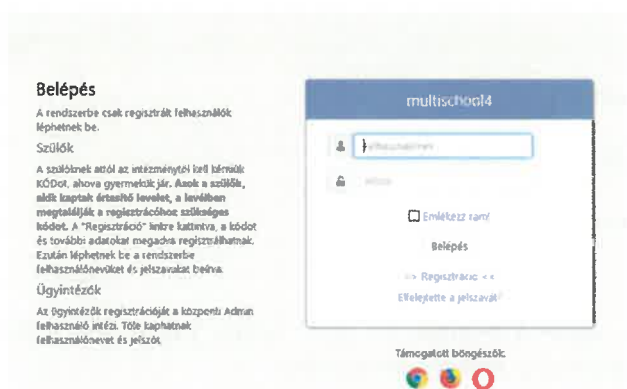 Belépés
A rendszerbe csak regisztrált felhasználók
léphetnek be.
Szülők
A szülőknek attól az intézménytől kell kérniük
KÓDot, ahova gyermekük jár. Azok a szülők,
akik kaptak értesítő levelet, a levélben
megtalálják a regisztrációhoz szükséges
kódot. A "Regisztráció" linkre kattintva, a kódot
és további adatokat megadva regisztrálhatnak.
Ezután léphetnek be a rendszerbe
felhasználónevüket és jelszavukat beírva.
Ügyintézők
Az Ügyintézők regisztrációját a központi Admin
felhasználó intézi. Tőle kaphatnak
felhasználónevet és jelszót.
multischool4
Felhasználónév
Jelszó
Emlékezz rám!
Belépés
>> Regisztráció <<
Elfelejtette a jelszavát?
Támogatott böngészők: